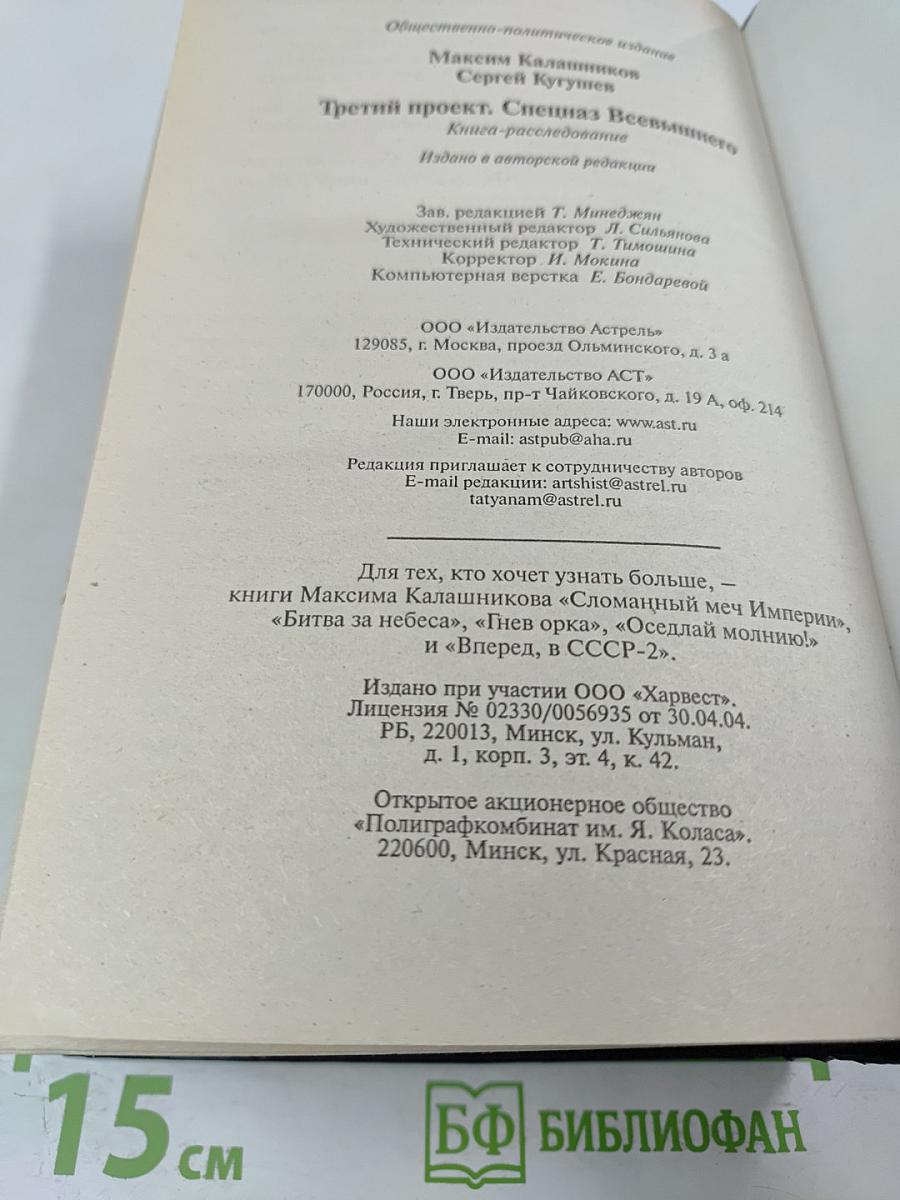 Общественно-политическое издание
Максим Калашников
Сергей Кугушев
Третий проект. Спецназ Всевышнего
Книга-расследование
Издано в авторской редакции
Зав. редакцией Т. Минеджян
Художественный редактор Л. Сильянова
Технический редактор Т. Тимошина
Корректор И. Мокина
Компьютерная верстка Е. Бондаревой
ООО «Издательство Астрель»
129085, г. Москва, проезд Ольминского, д. 3 а
ООО «Издательство АСТ»
170000, Россия, г. Тверь, пр-т Чайковского, д. 19 А, оф. 214
Наши электронные адреса: www.ast.ru
E-mail: astpub@aha.ru
Редакция приглашает к сотрудничеству авторов
E-mail редакции: artshist@astrel.ru
tatyanam@astrel.ru
Для тех, кто хочет узнать больше, –
книги Максима Калашникова «Сломанный меч Империи»,
«Битва за небеса», «Гнев орка», «Оседлай молнию!»
и «Вперед, в СССР-2».
Издано при участии ООО «Харвест».
Лицензия № 02330/0056935 от 30.04.04.
РБ, 220013, Минск, ул. Кульман,
д. 1, корп. 3, эт. 4, к. 42.
Открытое акционерное общество
«Полиграфкомбинат им. Я. Коласа».
220600, Минск, ул. Красная, 23.
15 см
БФ БИБЛИОФАН